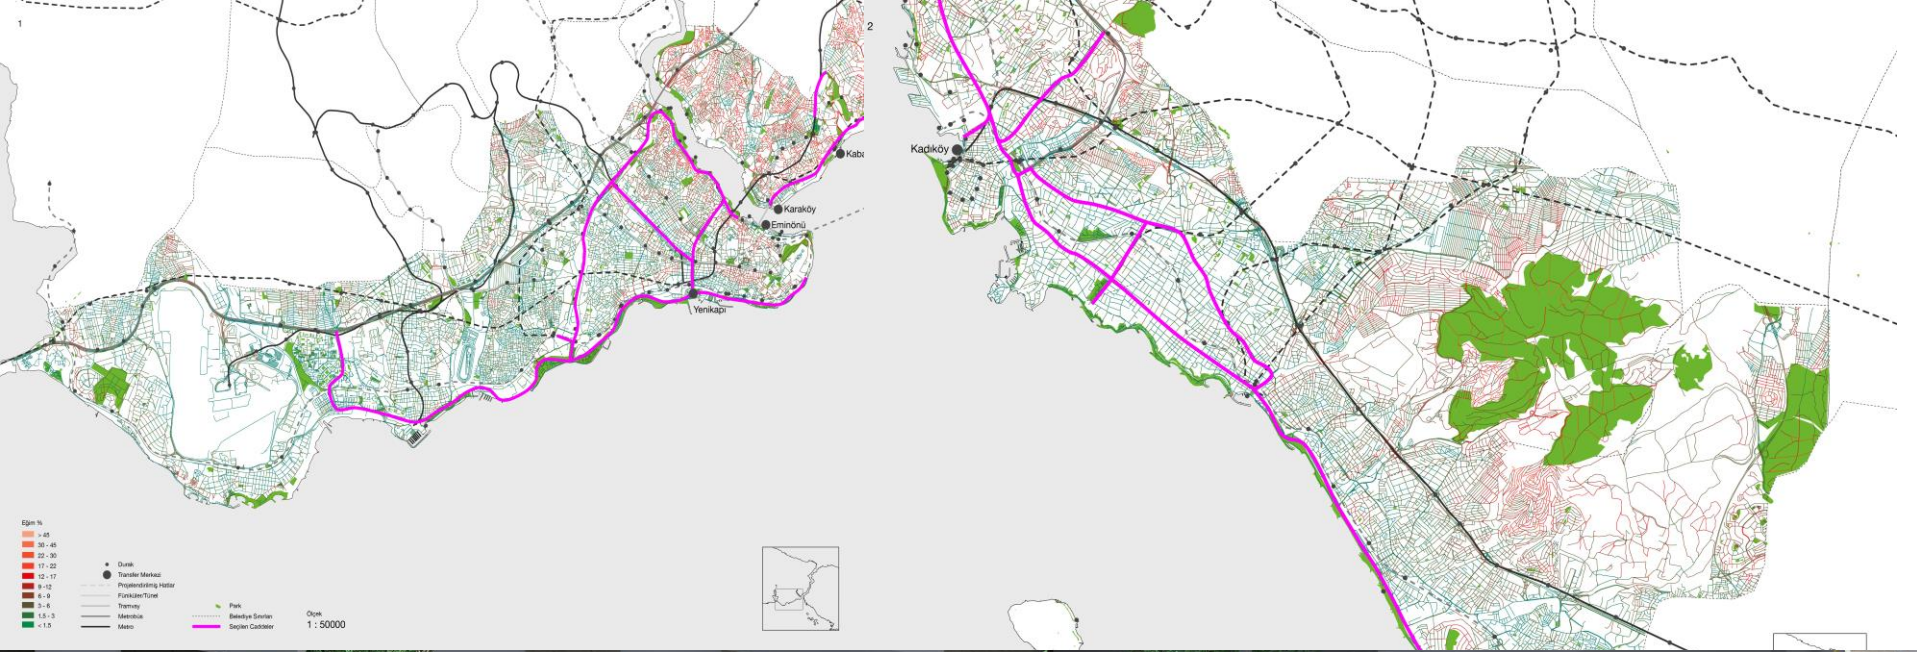 1
2
Kaba
Karaköy
Eminönü
Yenikapı
Kadıköy
Eğim %
> 45
30 - 45
22 - 30
17 - 22
12 - 17
9 -12
6 - 9
3 - 6
1.5 - 3
< 1.5
Durak
Transfer Merkezi
Projelendirilmiş Hatlar
Füniküler/Tünel
Tramvay
Metrobüs
Metro
Park
Belediye Sınırları
Seçilen Caddeler
Ölçek
1 : 50000